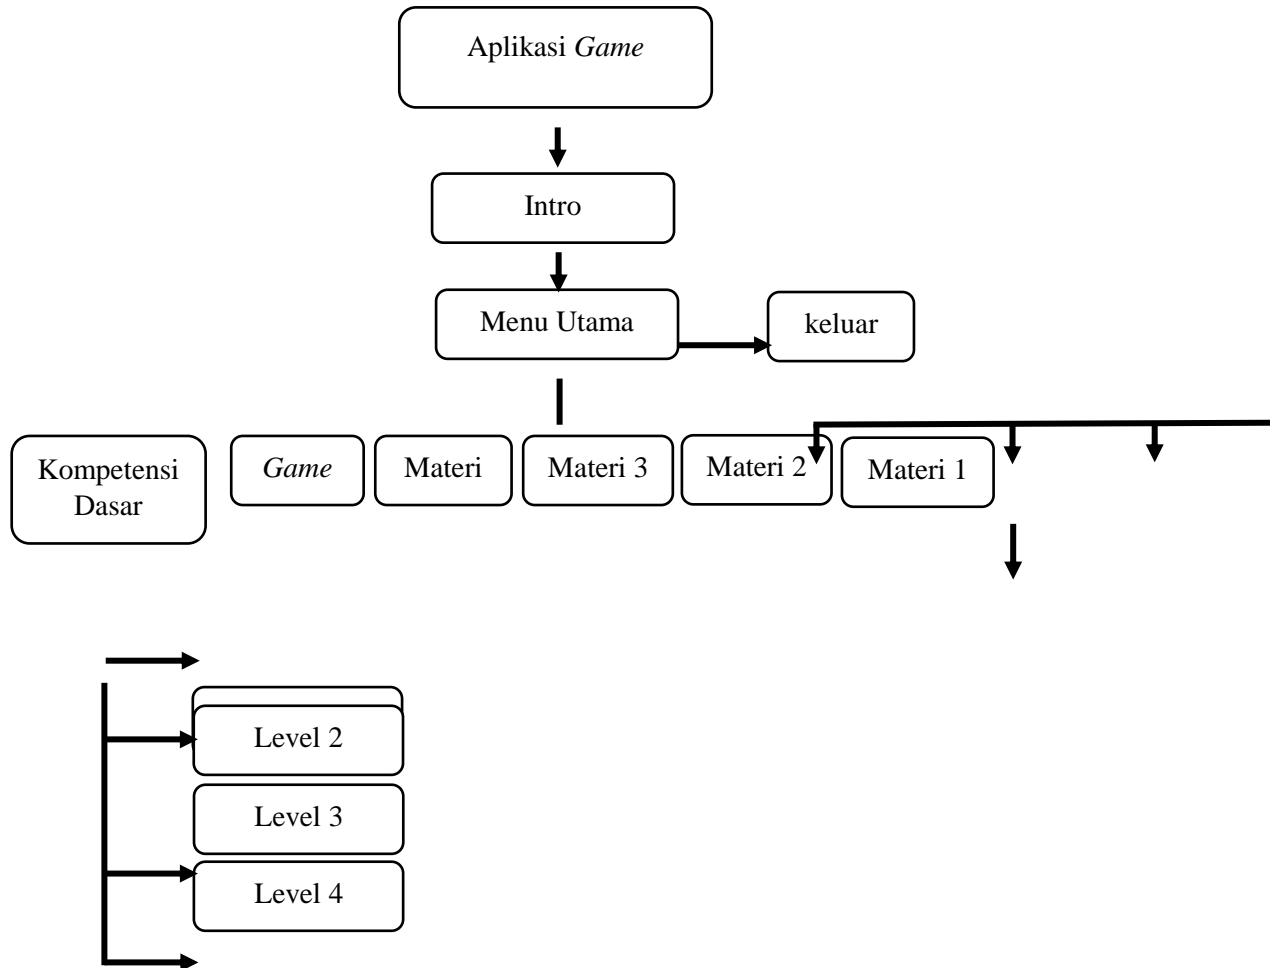 Aplikasi Game
Intro
Menu Utama
keluar
Kompetensi
Dasar
Game
Materi
Materi 3
Materi 2
Materi 1
Level 2
Level 3
Level 4